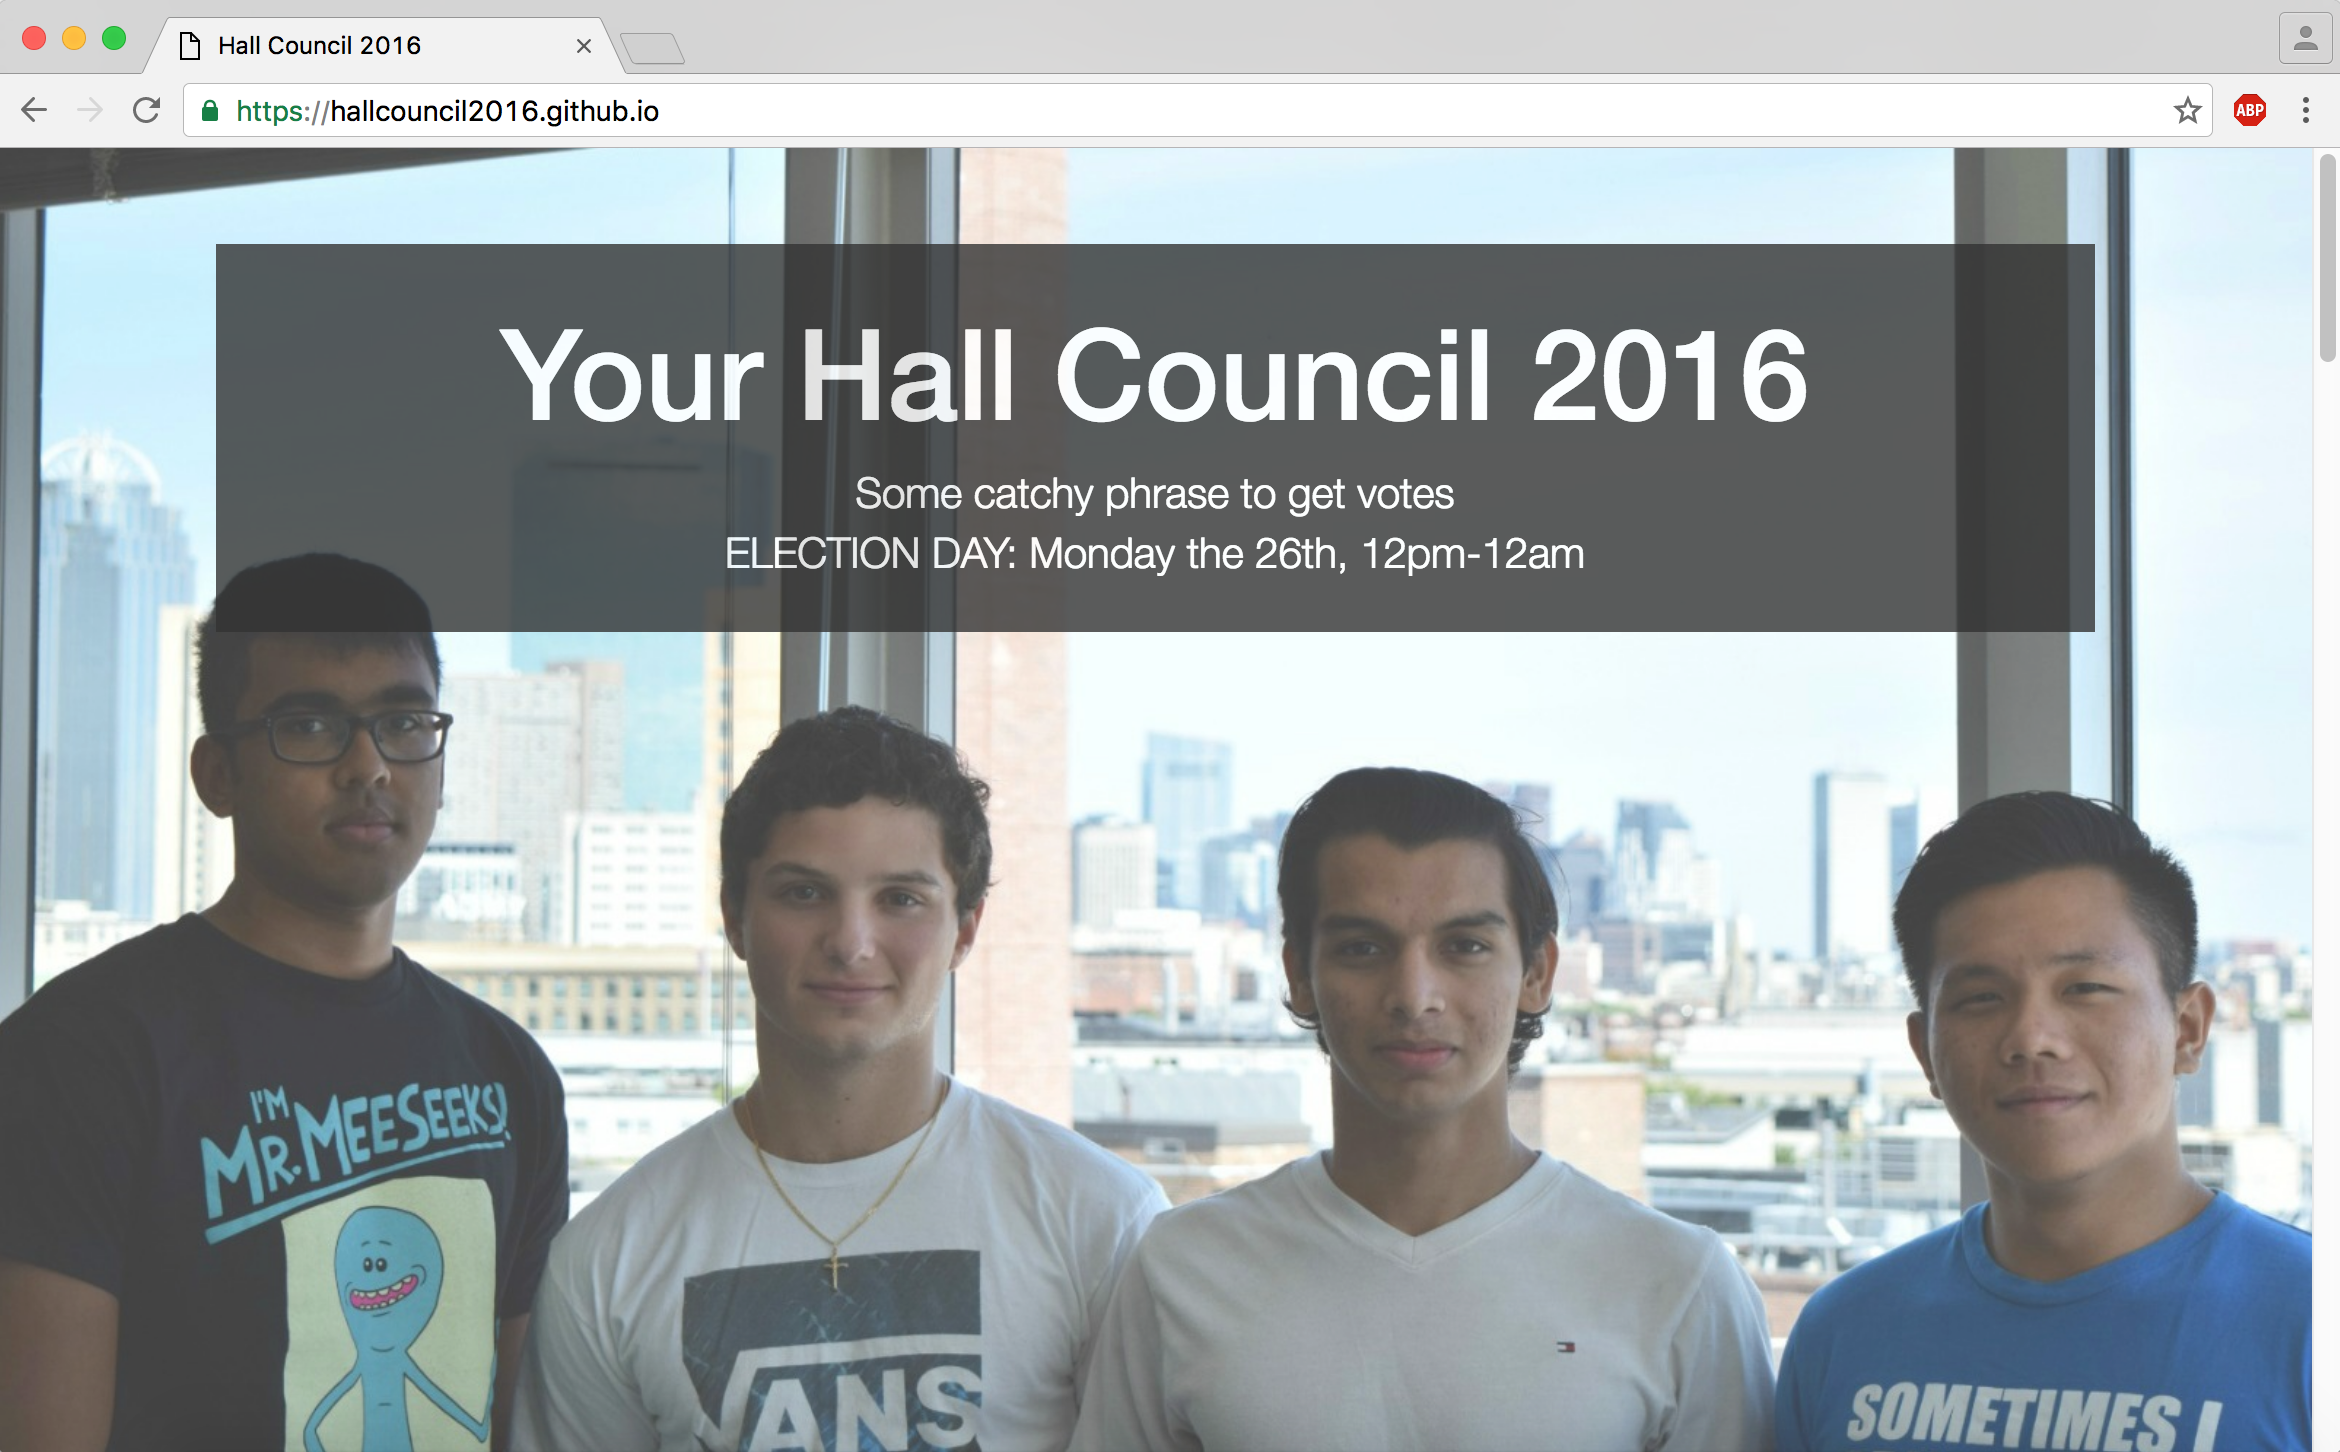 Hall Council 2016
https://hallcouncil2016.github.io
ABP
Your Hall Council 2016
Some catchy phrase to get votes
ELECTION DAY: Monday the 26th, 12pm-12am
I'M
MR. MEESEEKS!
VANS
SOMETIMES I